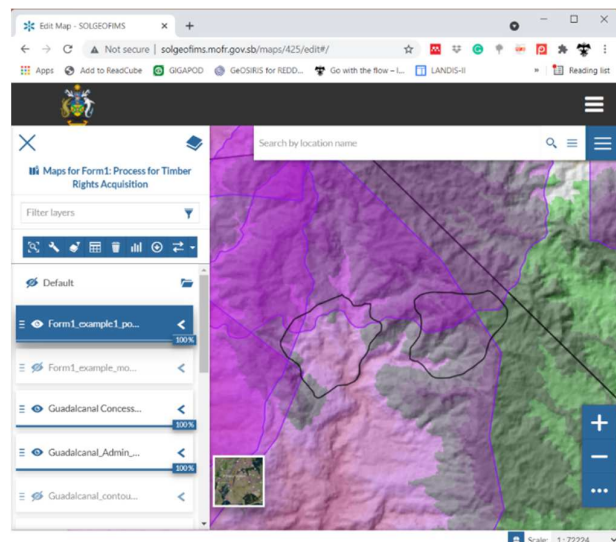 Edit Map - SOLGEOFIMS
Not secure | solgeofims.mofr.gov.sb/maps/425/edit#/
Apps Add to ReadCube GIGAPOD GeOSIRIS for REDD... Go with the flow – i... LANDIS-II » Reading list
Search by location name
Maps for Form1: Process for Timber
Rights Acquisition
Filter layers
Default
Form1_example1_po...
100%
Form1_example_mo...
Guadalcanal Concess...
100%
Guadalcanal_Admin_...
100%
Guadalcanal_contou...
Scale: 1 : 72224